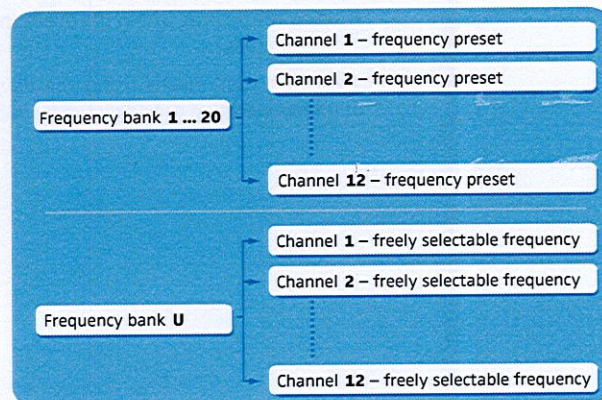 Channel 1 – frequency preset
Channel 2 – frequency preset
Frequency bank 1 ... 20
Channel 12 – frequency preset
Channel 1 – freely selectable frequency
Channel 2 – freely selectable frequency
Frequency bank U
Channel 12 – freely selectable frequency